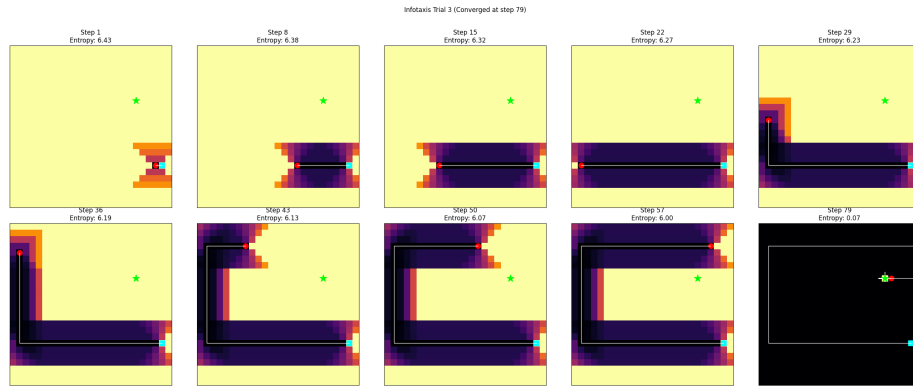 Infotaxis Trial 3 (Converged at step 79)
Step 1
Entropy: 6.43
Step 8
Entropy: 6.38
Step 15
Entropy: 6.32
Step 22
Entropy: 6.27
Step 29
Entropy: 6.23
Step 36
Entropy: 6.19
Step 43
Entropy: 6.13
Step 50
Entropy: 6.07
Step 57
Entropy: 6.00
Step 79
Entropy: 0.07